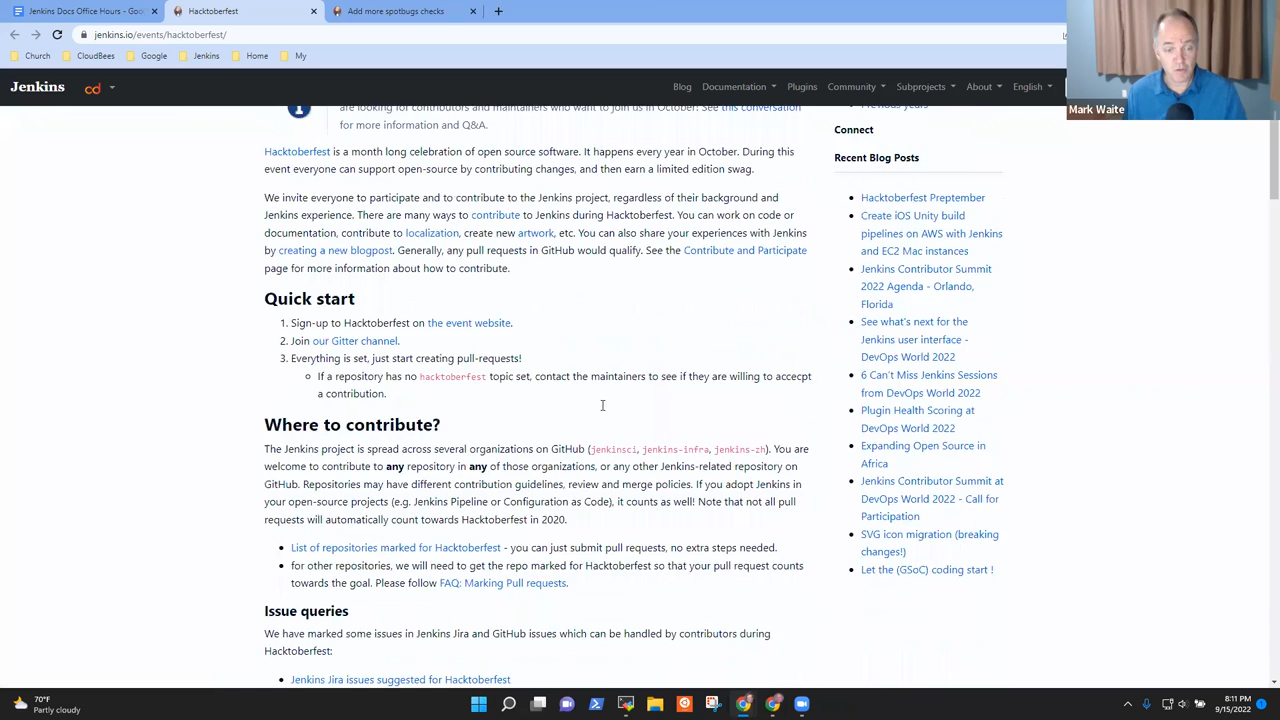 Jenkins Docs Office Hours - Goo
Hacktoberfest
Add more spotbugs checks
jenkins.io/events/hacktoberfest/
Church
CloudBees
Google
Jenkins
Home
My
Mark Waite
Jenkins
cd
Blog
Documentation
Plugins
Community
Subprojects
About
English
are looking for contributors and maintainers who want to join us in October! See this conversation
for more information and Q&A.
Hacktoberfest is a month long celebration of open source software. It happens every year in October. During this
event everyone can support open-source by contributing changes, and then earn a limited edition swag.
We invite everyone to participate and to contribute to the Jenkins project, regardless of their background and
Jenkins experience. There are many ways to contribute to Jenkins during Hacktoberfest. You can work on code or
documentation, contribute to localization, create new artwork, etc. You can also share your experiences with Jenkins
by creating a new blogpost. Generally, any pull requests in GitHub would qualify. See the Contribute and Participate
page for more information about how to contribute.
Quick start
1. Sign-up to Hacktoberfest on the event website.
2. Join our Gitter channel.
3. Everything is set, just start creating pull-requests!
If a repository has no hacktoberfest topic set, contact the maintainers to see if they are willing to accecpt
a contribution.
Where to contribute?
The Jenkins project is spread across several organizations on GitHub (jenkinsci, jenkins-infra, jenkins-zh). You are
welcome to contribute to any repository in any of those organizations, or any other Jenkins-related repository on
GitHub. Repositories may have different contribution guidelines, review and merge policies. If you adopt Jenkins in
your open-source projects (e.g. Jenkins Pipeline or Configuration as Code), it counts as well! Note that not all pull
requests will automatically count towards Hacktoberfest in 2020.
List of repositories marked for Hacktoberfest - you can just submit pull requests, no extra steps needed.
for other repositories, we will need to get the repo marked for Hacktoberfest so that your pull request counts
towards the goal. Please follow FAQ: Marking Pull requests.
Issue queries
We have marked some issues in Jenkins Jira and GitHub issues which can be handled by contributors during
Hacktoberfest:
Jenkins Jira issues suggested for Hacktoberfest
Previous years
Connect
Recent Blog Posts
Hacktoberfest Preptember
Create iOS Unity build
pipelines on AWS with Jenkins
and EC2 Mac instances
Jenkins Contributor Summit
2022 Agenda - Orlando,
Florida
See what's next for the
Jenkins user interface -
DevOps World 2022
6 Can't Miss Jenkins Sessions
from DevOps World 2022
Plugin Health Scoring at
DevOps World 2022
Expanding Open Source in
Africa
Jenkins Contributor Summit at
DevOps World 2022 - Call for
Participation
SVG icon migration (breaking
changes!)
Let the (GSoC) coding start !
70°F
Partly cloudy
8:11 PM
9/15/2022